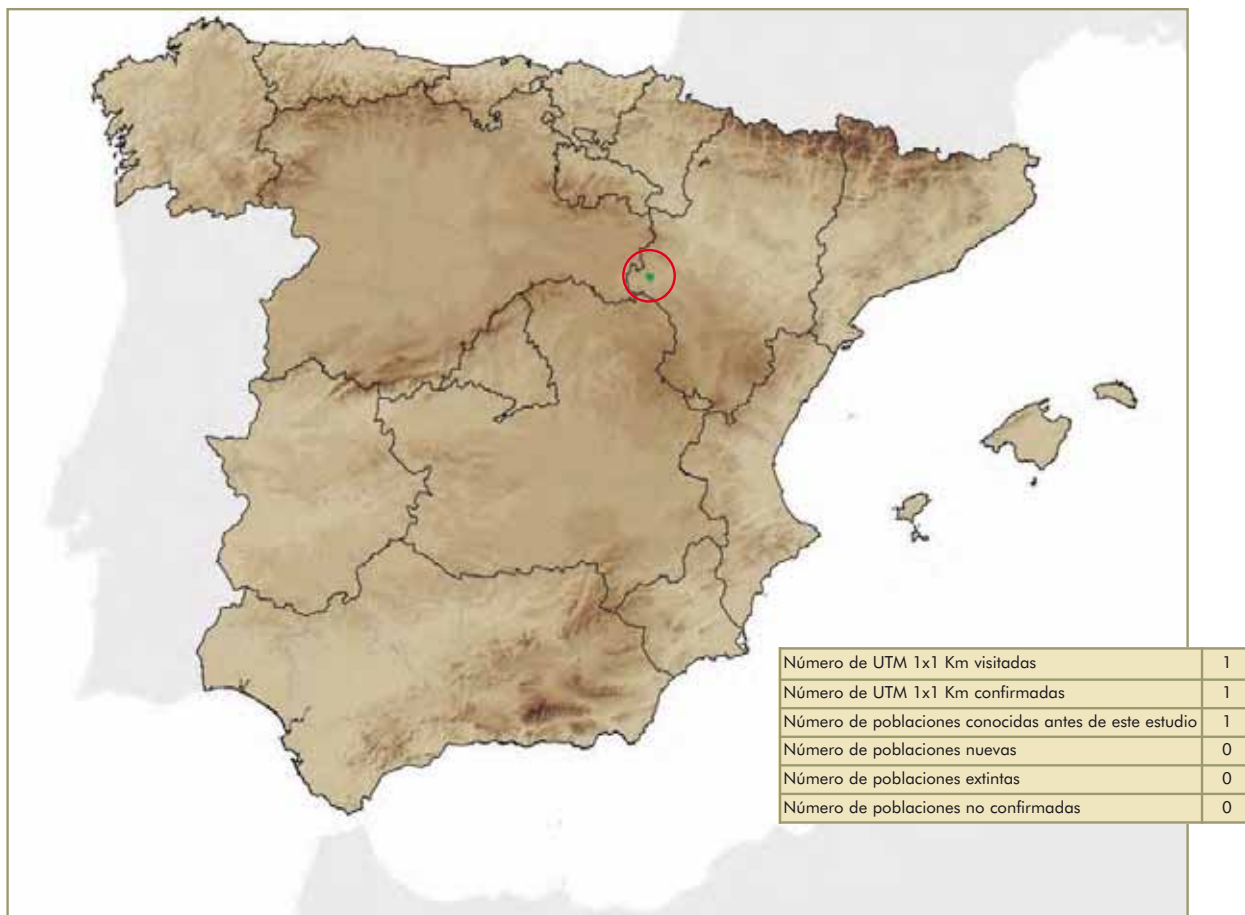 Número de UTM 1x1 Km visitadas 1
Número de UTM 1x1 Km confirmadas 1
Número de poblaciones conocidas antes de este estudio 1
Número de poblaciones nuevas 0
Número de poblaciones extintas 0
Número de poblaciones no confirmadas 0